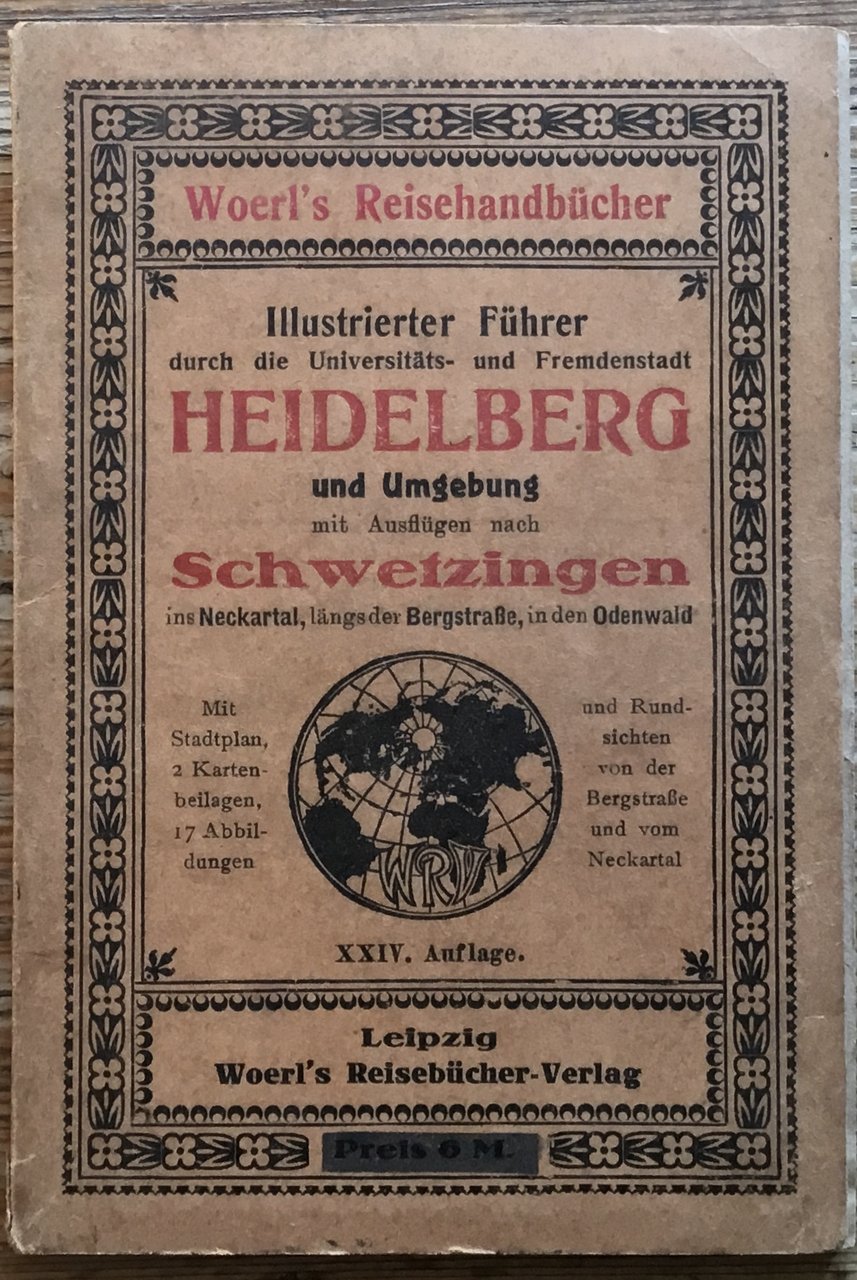 Woerl's Reisehandbücher
Illustrierter Führer
durch die Universitäts- und Fremdenstadt
HEIDELBERG
und Umgebung
mit Ausflügen nach
Schwetzingen
ins Neckartal, längs der Bergstraße, in den Odenwald
Mit
Stadtplan,
2 Karten-
beilagen,
17 Abbil-
dungen
und Rund-
sichten
von der
Bergstraße
und vom
Neckartal
WRV
XXIV. Auflage.
Leipzig
Woerl's Reisebücher-Verlag
Preis 6 M.